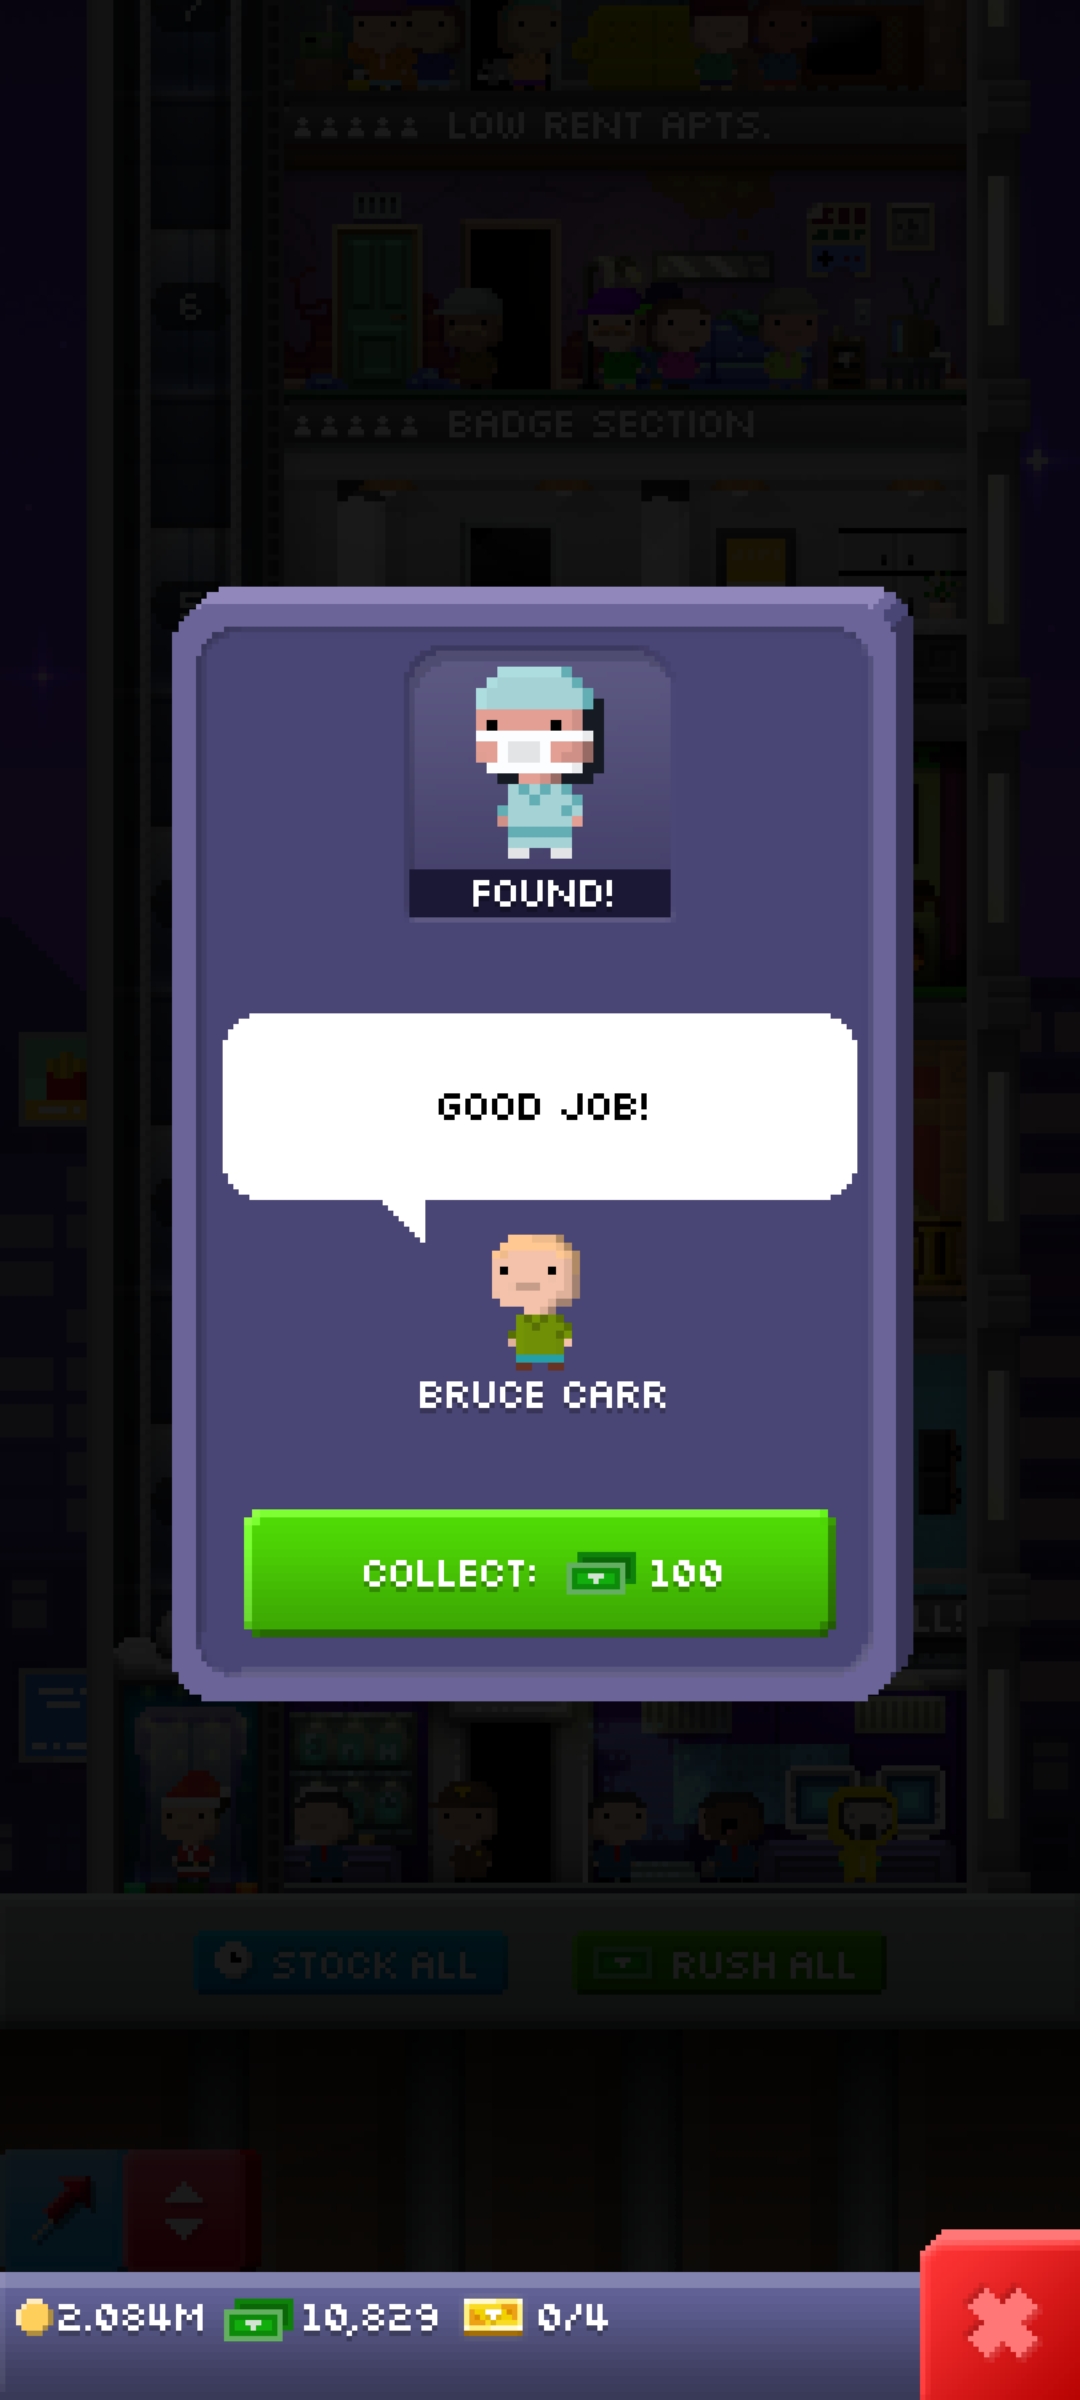 LOW RENT APTS.
6
BADGE SECTION
FOUND!
GOOD JOB!
BRUCE CARR
COLLECT: 100
LL!
STOCK ALL
RUSH ALL
2.084M 10,829 0/4